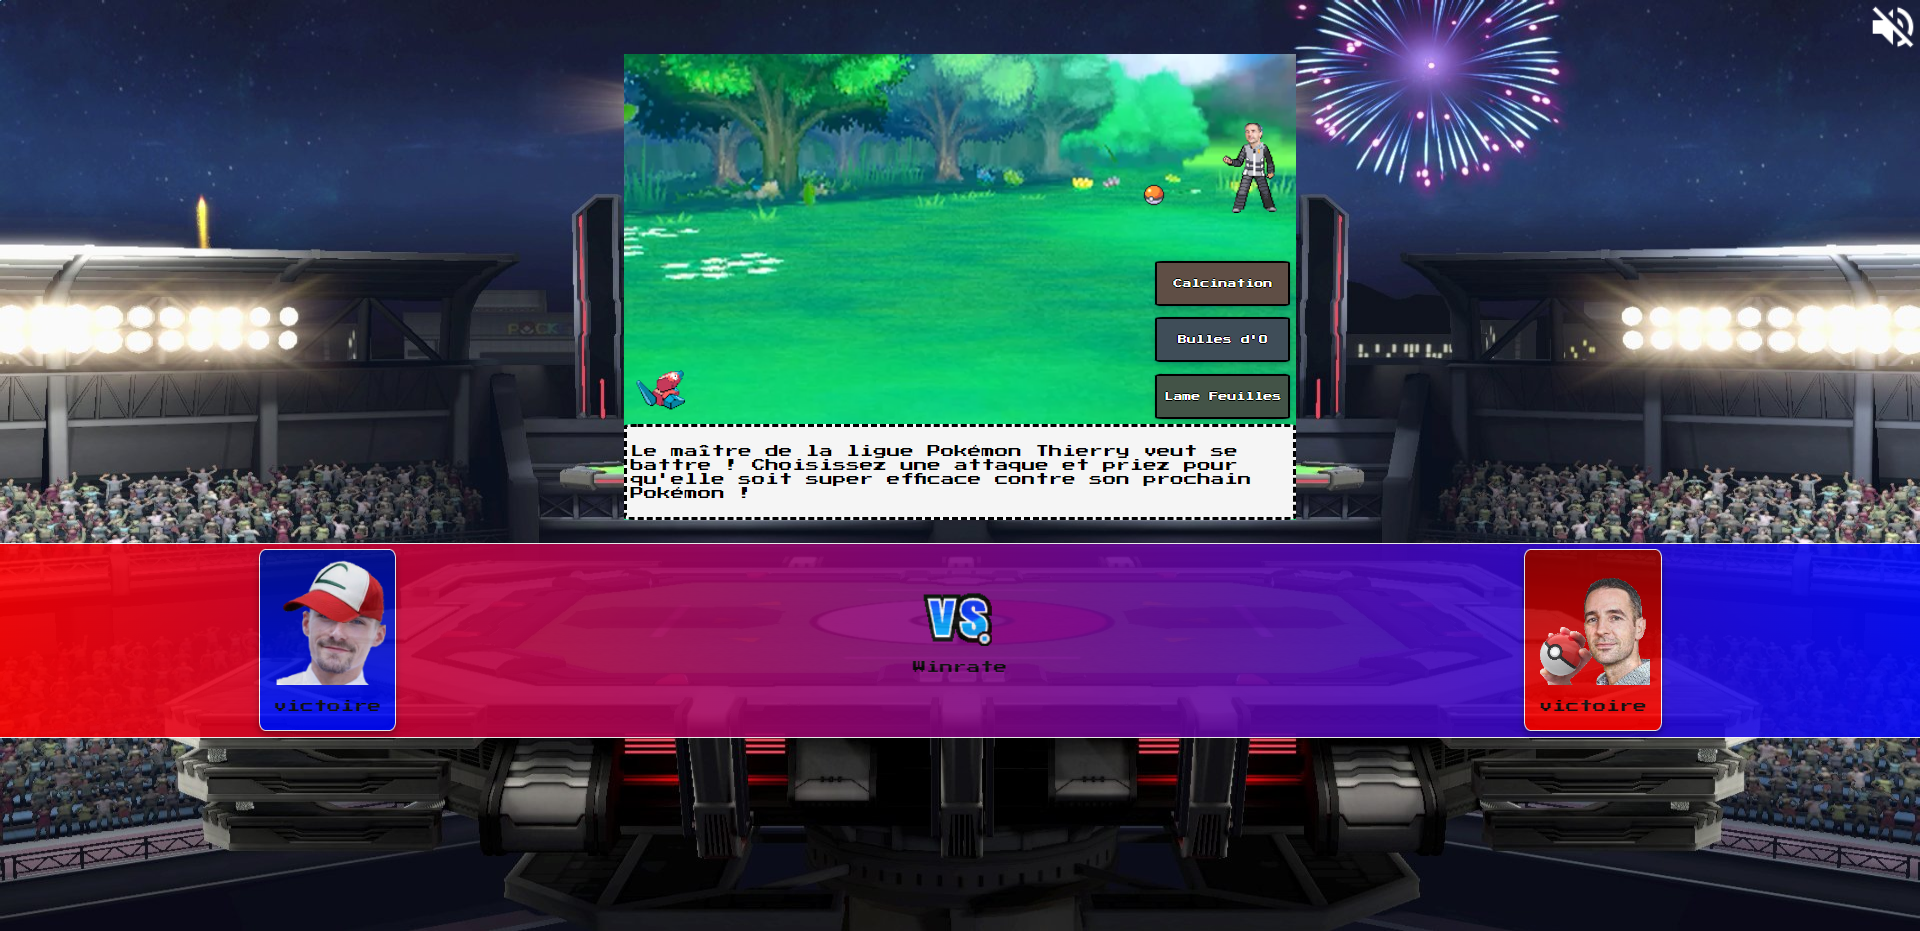 PaCK
Calcination
Bulles d'O
Lame Feuilles
Le maître de la ligue Pokémon Thierry veut se
battre ! Choisissez une attaque et priez pour
qu'elle soit super efficace contre son prochain
Pokémon !
VS.
Winrate
victoire
victoire